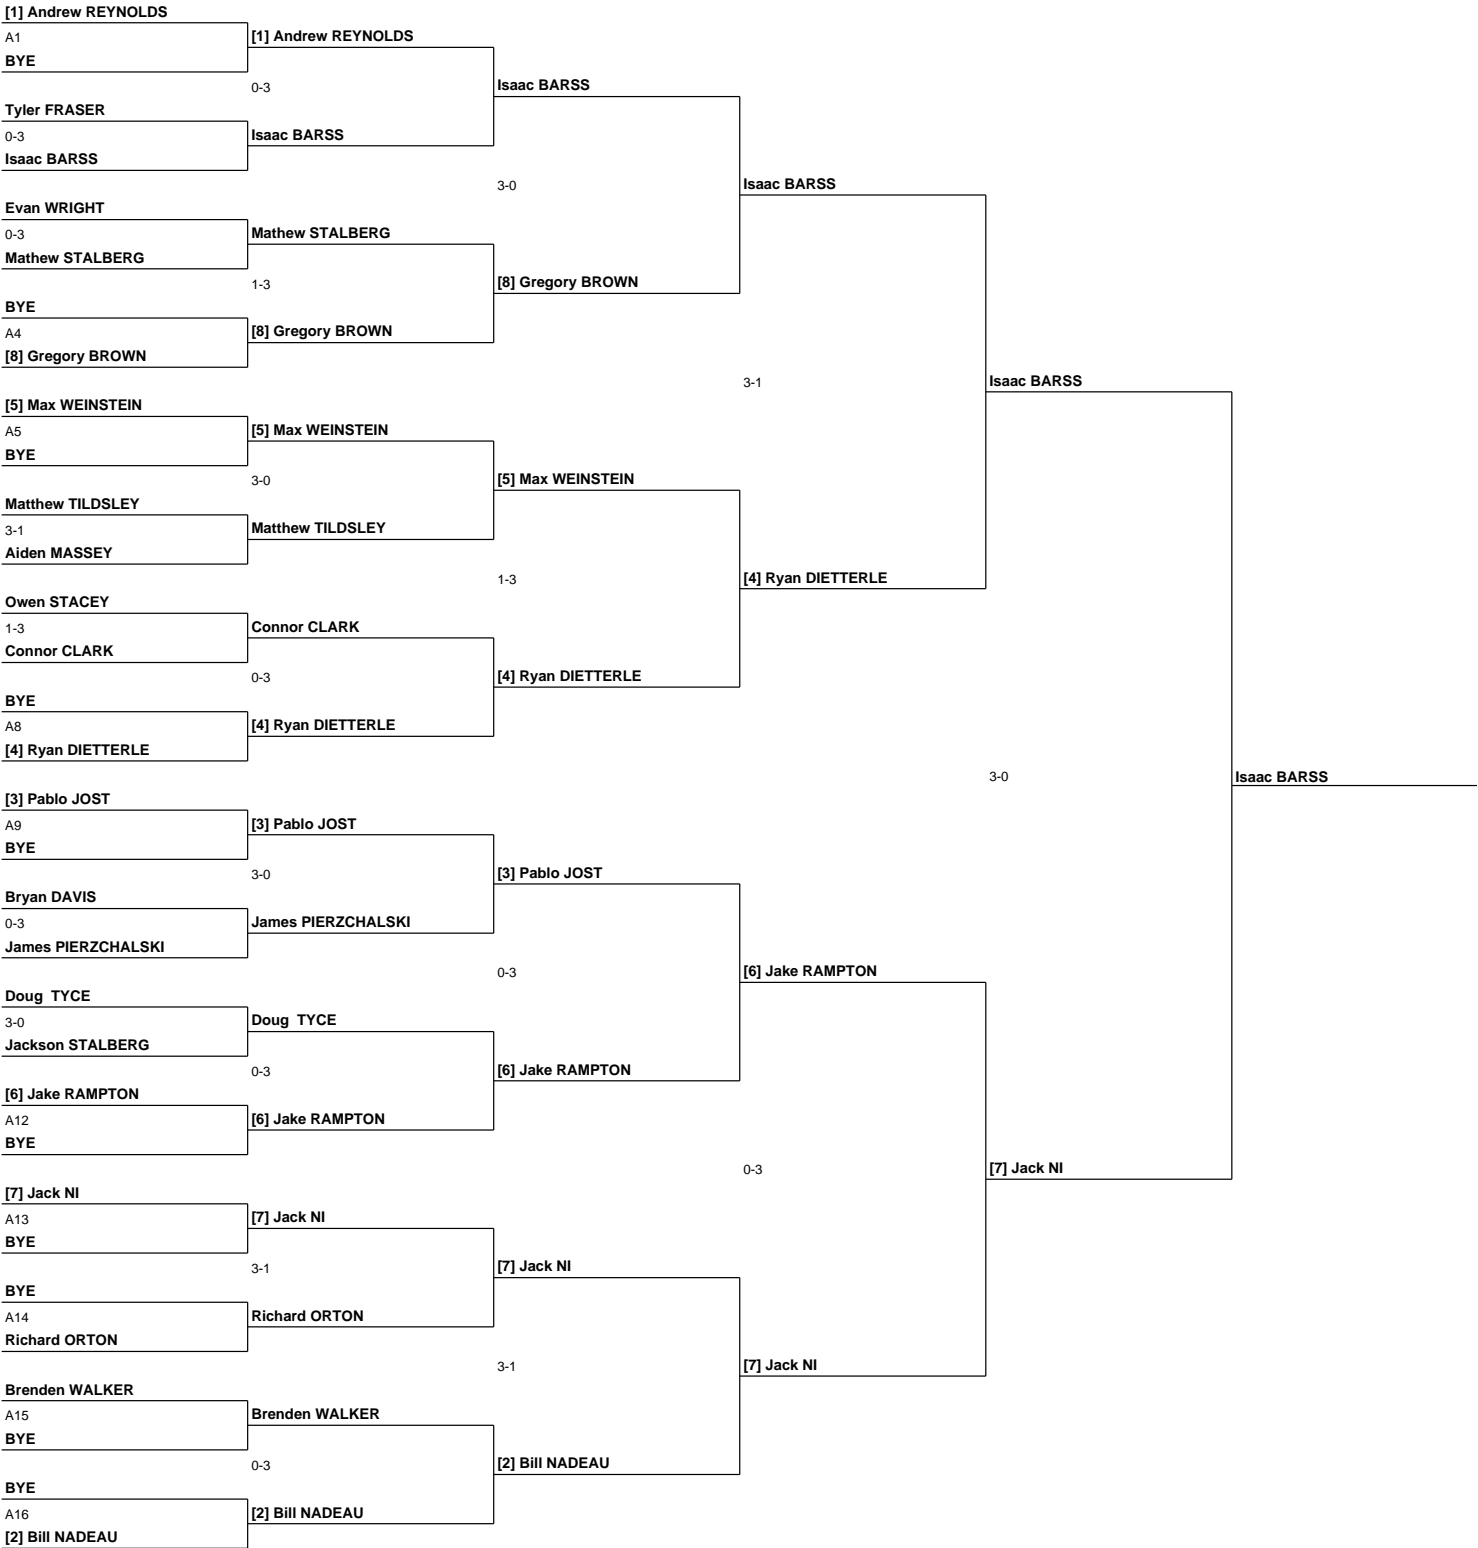 [1] Andrew REYNOLDS
A1
BYE
[1] Andrew REYNOLDS
0-3
Isaac BARSS
Tyler FRASER
0-3
Isaac BARSS
Isaac BARSS
3-0
Isaac BARSS
Evan WRIGHT
0-3
Mathew STALBERG
Mathew STALBERG
1-3
[8] Gregory BROWN
BYE
A4
[8] Gregory BROWN
[8] Gregory BROWN
3-1
Isaac BARSS
[5] Max WEINSTEIN
A5
BYE
[5] Max WEINSTEIN
3-0
[5] Max WEINSTEIN
Matthew TILDSLEY
3-1
Aiden MASSEY
Matthew TILDSLEY
1-3
[4] Ryan DIETTERLE
Owen STACEY
1-3
Connor CLARK
Connor CLARK
0-3
[4] Ryan DIETTERLE
BYE
A8
[4] Ryan DIETTERLE
[4] Ryan DIETTERLE
3-0
Isaac BARSS
[3] Pablo JOST
A9
BYE
[3] Pablo JOST
3-0
[3] Pablo JOST
Bryan DAVIS
0-3
James PIERZCHALSKI
James PIERZCHALSKI
0-3
[6] Jake RAMPTON
Doug  TYCE
3-0
Jackson STALBERG
Doug  TYCE
0-3
[6] Jake RAMPTON
[6] Jake RAMPTON
A12
BYE
[6] Jake RAMPTON
0-3
[7] Jack NI
[7] Jack NI
A13
BYE
[7] Jack NI
3-1
[7] Jack NI
BYE
A14
Richard ORTON
Richard ORTON
3-1
[7] Jack NI
Brenden WALKER
A15
BYE
Brenden WALKER
0-3
[2] Bill NADEAU
BYE
A16
[2] Bill NADEAU
[2] Bill NADEAU